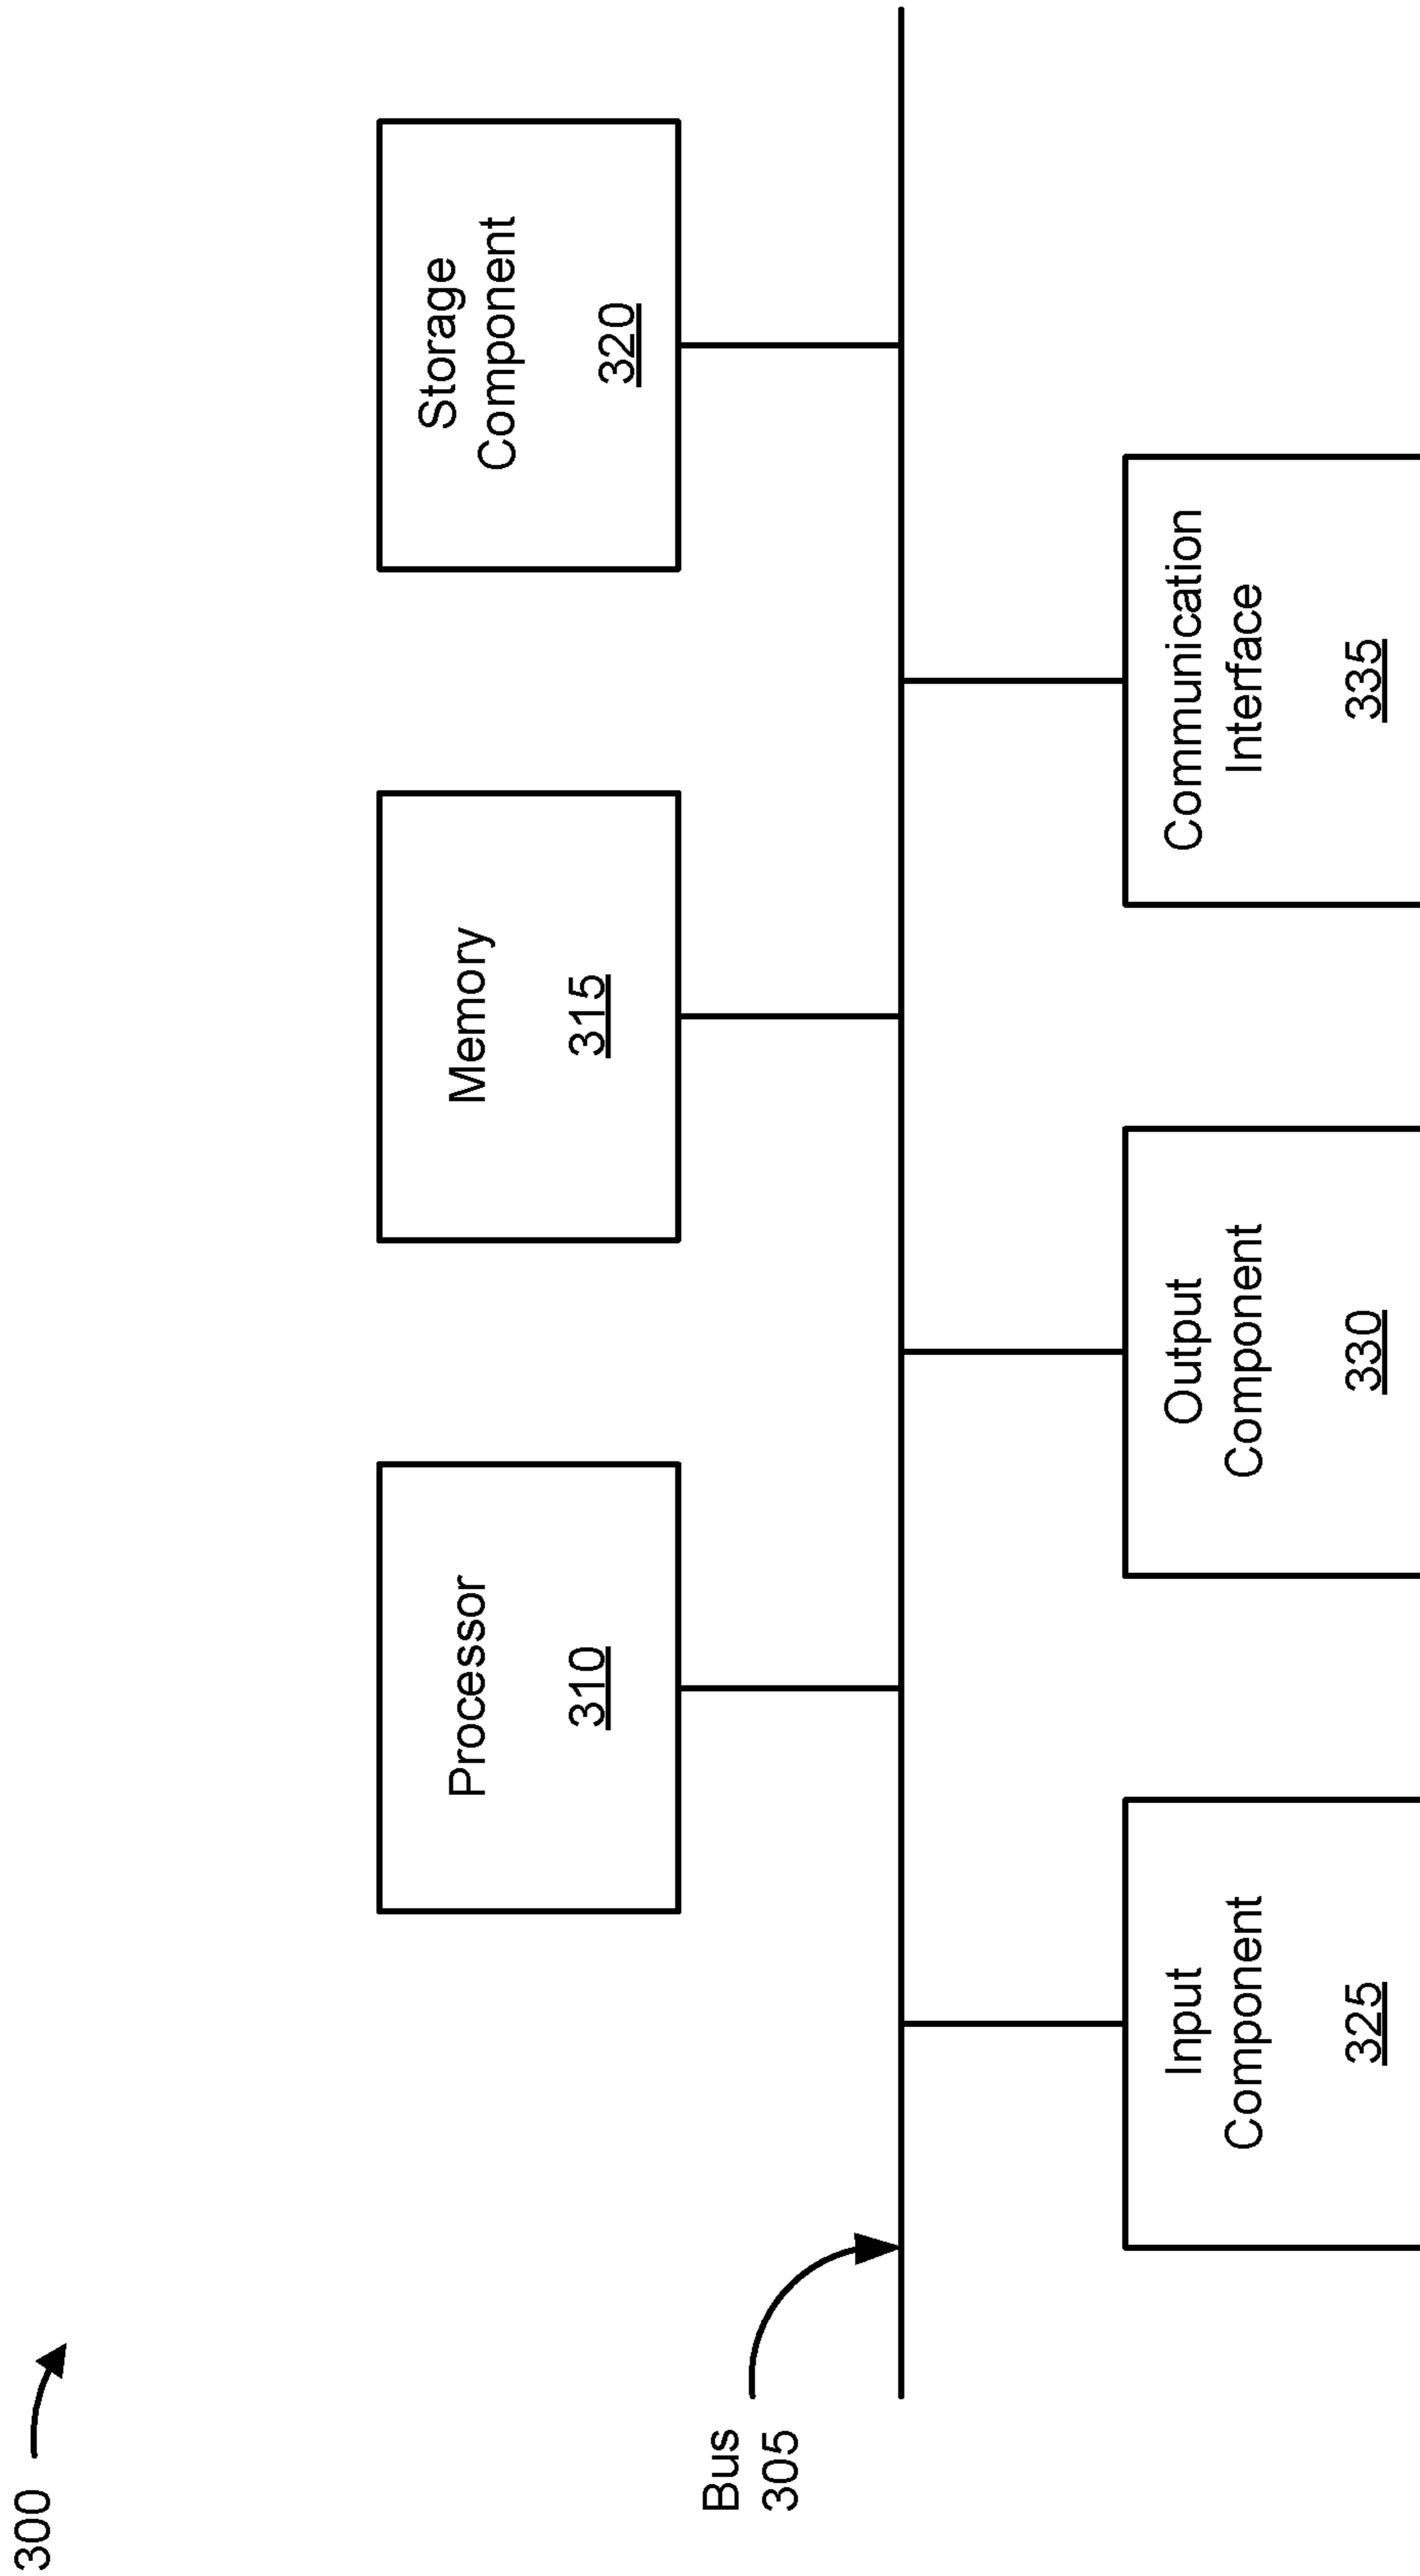 300
Processor
310
Memory
315
Storage
Component
320
Bus
305
Input
Component
325
Output
Component
330
Communication
Interface
335